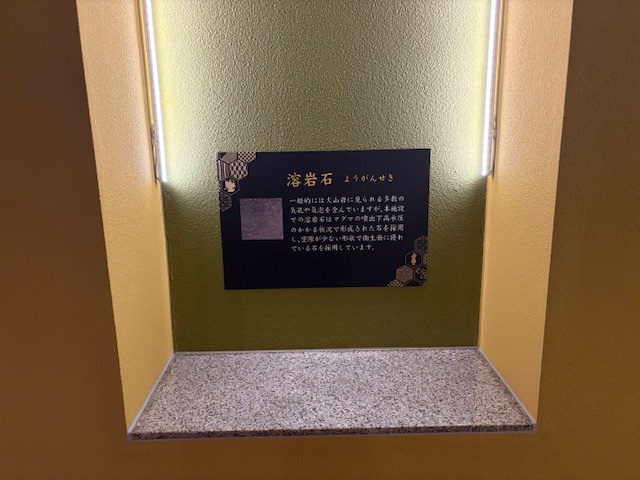 溶岩石 ようがんせき
一般的には火山岩に見られる多数の
気孔や気泡を含んでいますが、本施設
での溶岩石はマグマの噴出下高水圧
のかかる状況で形成された石を採用
し、空隙が少ない形状で衛生面に優れ
ている石を採用しています。